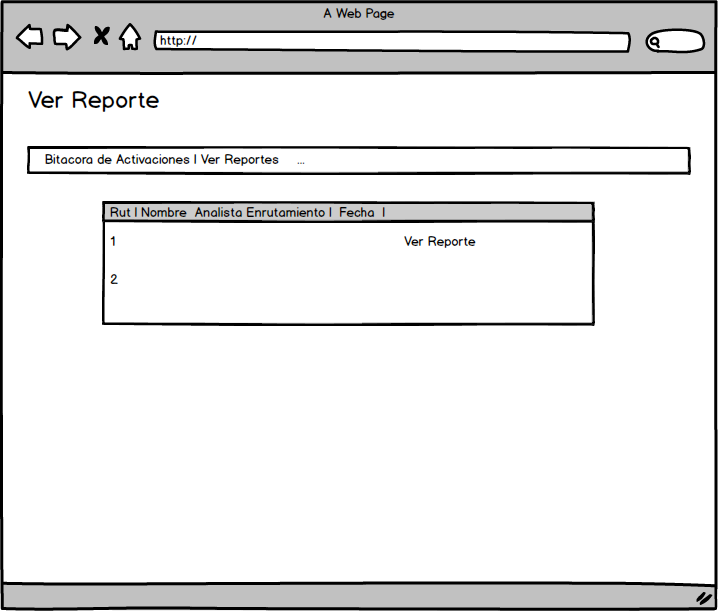 A Web Page
http://
Ver Reporte
Bitacora de Activaciones | Ver Reportes ...
Rut | Nombre Analista Enrutamiento | Fecha |
1 Ver Reporte
2